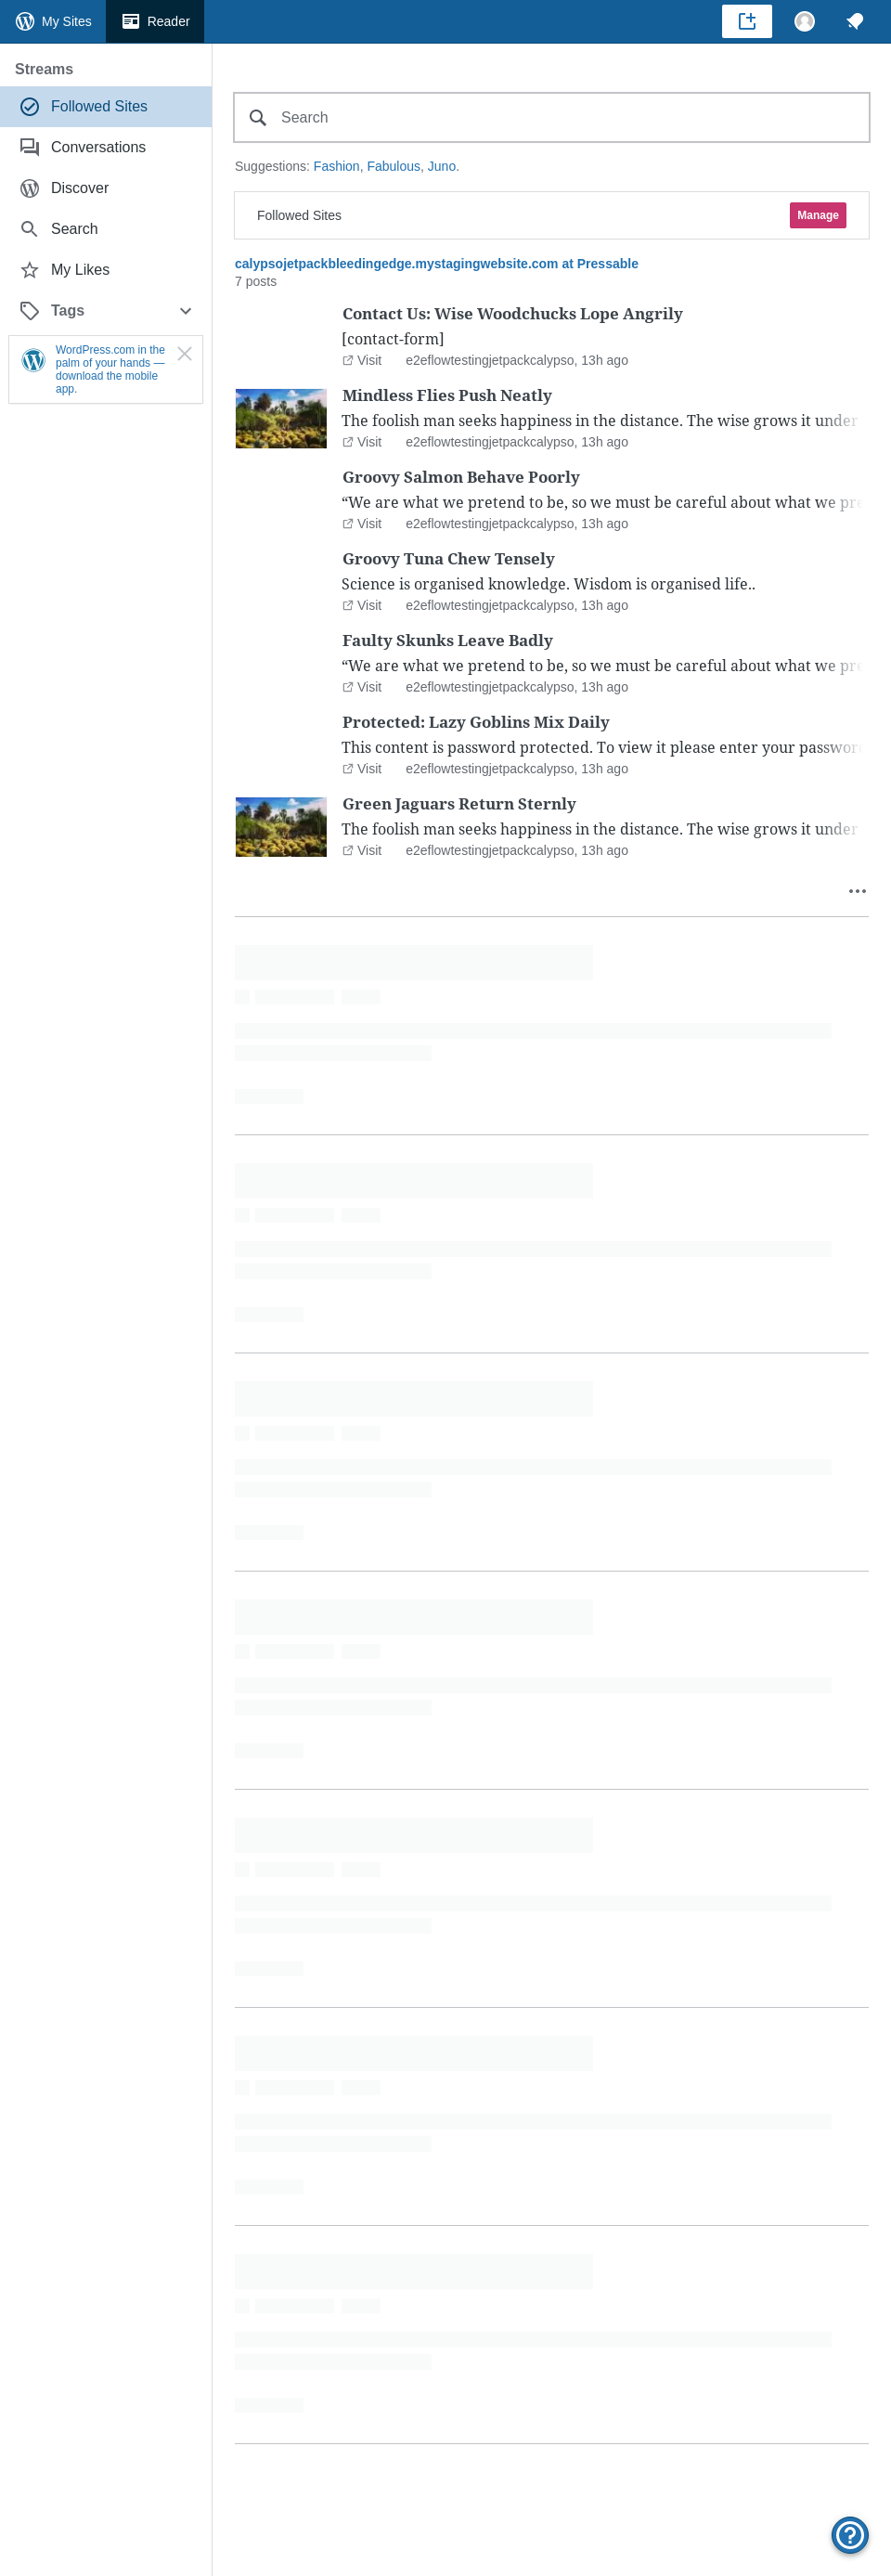 My Sites
Reader
Streams
Followed Sites
Conversations
Discover
Search
My Likes
Tags
WordPress.com in the
palm of your hands —
download the mobile
app.
Search
Suggestions: Fashion, Fabulous, Juno.
Followed Sites
Manage
calypsojetpackbleedingedge.mystagingwebsite.com at Pressable
7 posts
Contact Us: Wise Woodchucks Lope Angrily
[contact-form]
Visit e2eflowtestingjetpackcalypso, 13h ago
Mindless Flies Push Neatly
The foolish man seeks happiness in the distance. The wise grows it under
Visit e2eflowtestingjetpackcalypso, 13h ago
Groovy Salmon Behave Poorly
“We are what we pretend to be, so we must be careful about what we pre
Visit e2eflowtestingjetpackcalypso, 13h ago
Groovy Tuna Chew Tensely
Science is organised knowledge. Wisdom is organised life..
Visit e2eflowtestingjetpackcalypso, 13h ago
Faulty Skunks Leave Badly
“We are what we pretend to be, so we must be careful about what we pre
Visit e2eflowtestingjetpackcalypso, 13h ago
Protected: Lazy Goblins Mix Daily
This content is password protected. To view it please enter your password
Visit e2eflowtestingjetpackcalypso, 13h ago
Green Jaguars Return Sternly
The foolish man seeks happiness in the distance. The wise grows it under
Visit e2eflowtestingjetpackcalypso, 13h ago